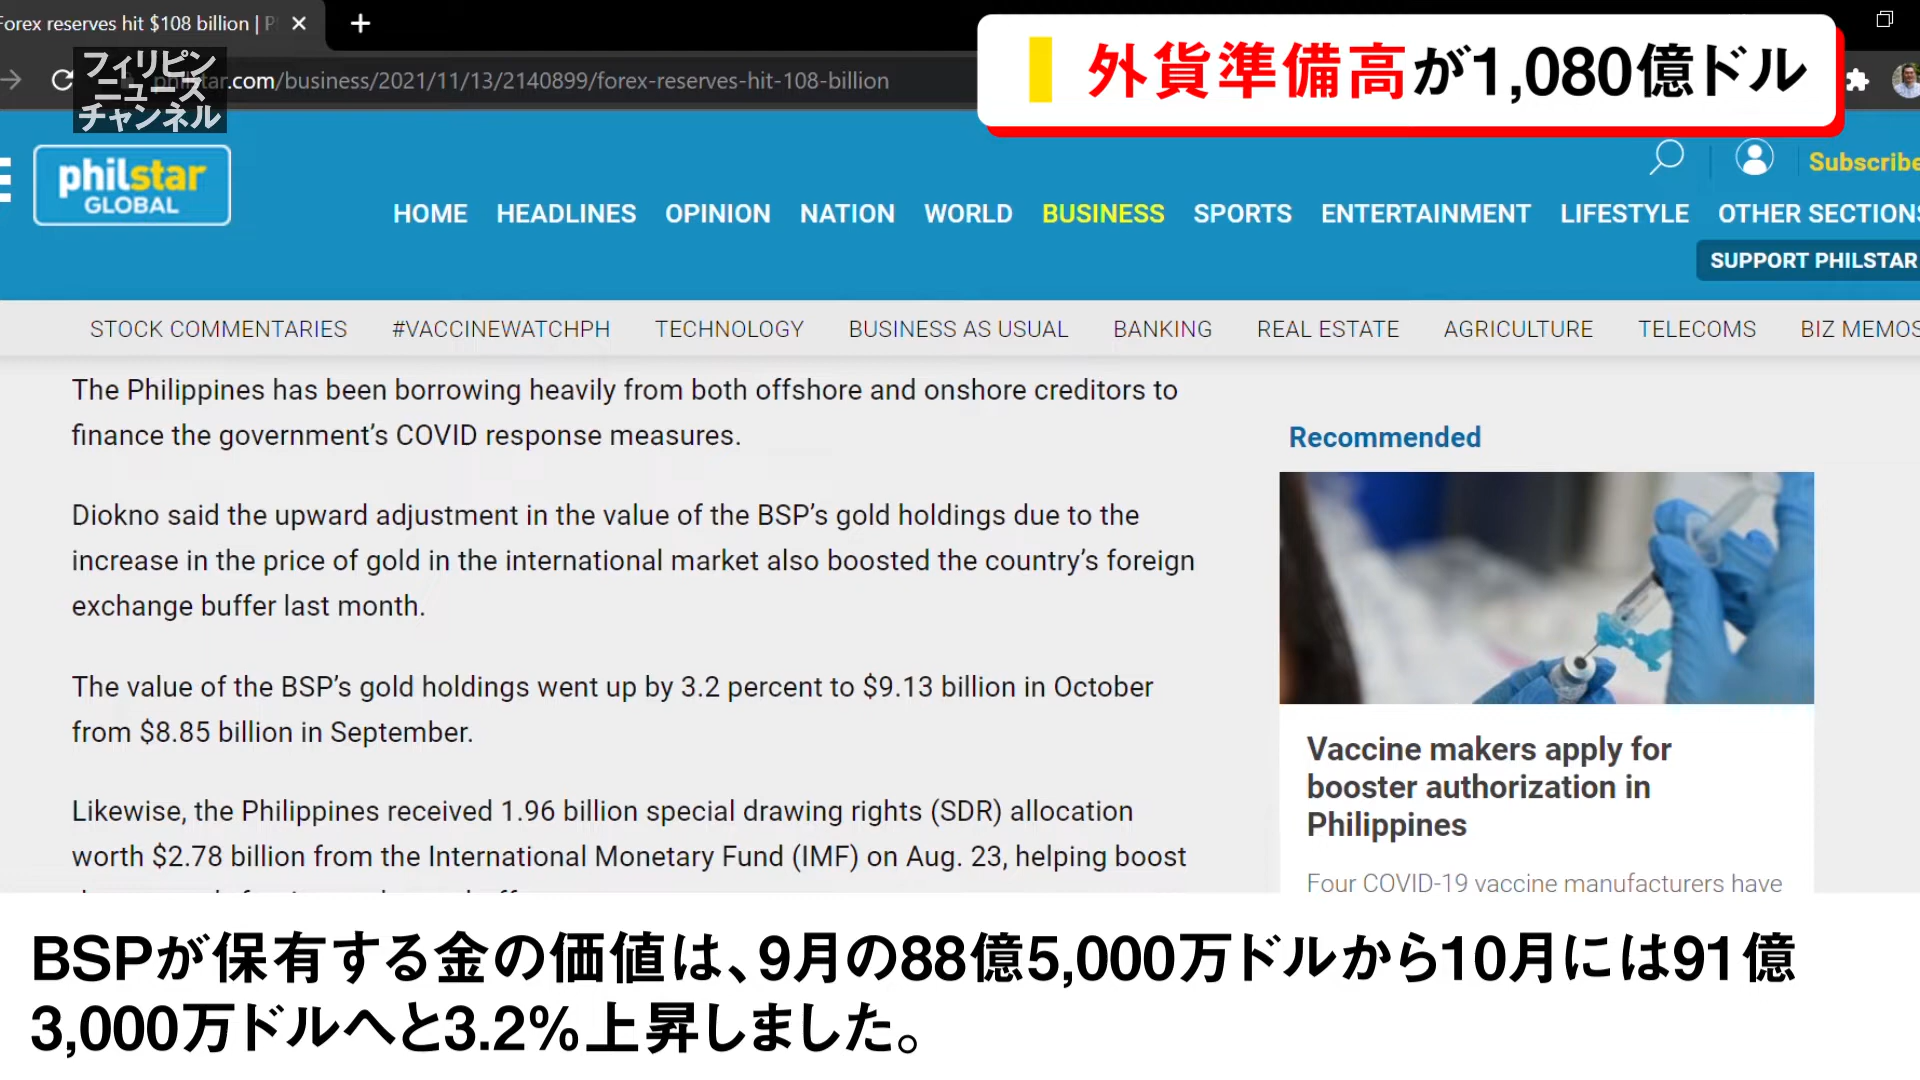 Forex reserves hit $108 billion | P
外貨準備高が1,080億ドル
フィリピン
ニュース
チャンネル
philstar.com/business/2021/11/13/2140899/forex-reserves-hit-108-billion
philstar
GLOBAL
Subscribe
HOME HEADLINES OPINION NATION WORLD BUSINESS SPORTS ENTERTAINMENT LIFESTYLE OTHER SECTIONS
SUPPORT PHILSTAR
STOCK COMMENTARIES #VACCINEWATCHPH TECHNOLOGY BUSINESS AS USUAL BANKING REAL ESTATE AGRICULTURE TELECOMS BIZ MEMOS
The Philippines has been borrowing heavily from both offshore and onshore creditors to
finance the government’s COVID response measures.
Diokno said the upward adjustment in the value of the BSP’s gold holdings due to the
increase in the price of gold in the international market also boosted the country’s foreign
exchange buffer last month.
The value of the BSP’s gold holdings went up by 3.2 percent to $9.13 billion in October
from $8.85 billion in September.
Likewise, the Philippines received 1.96 billion special drawing rights (SDR) allocation
worth $2.78 billion from the International Monetary Fund (IMF) on Aug. 23, helping boost
Recommended
Vaccine makers apply for
booster authorization in
Philippines
Four COVID-19 vaccine manufacturers have
BSPが保有する金の価値は、9月の88億5,000万ドルから10月には91億
3,000万ドルへと3.2%上昇しました。